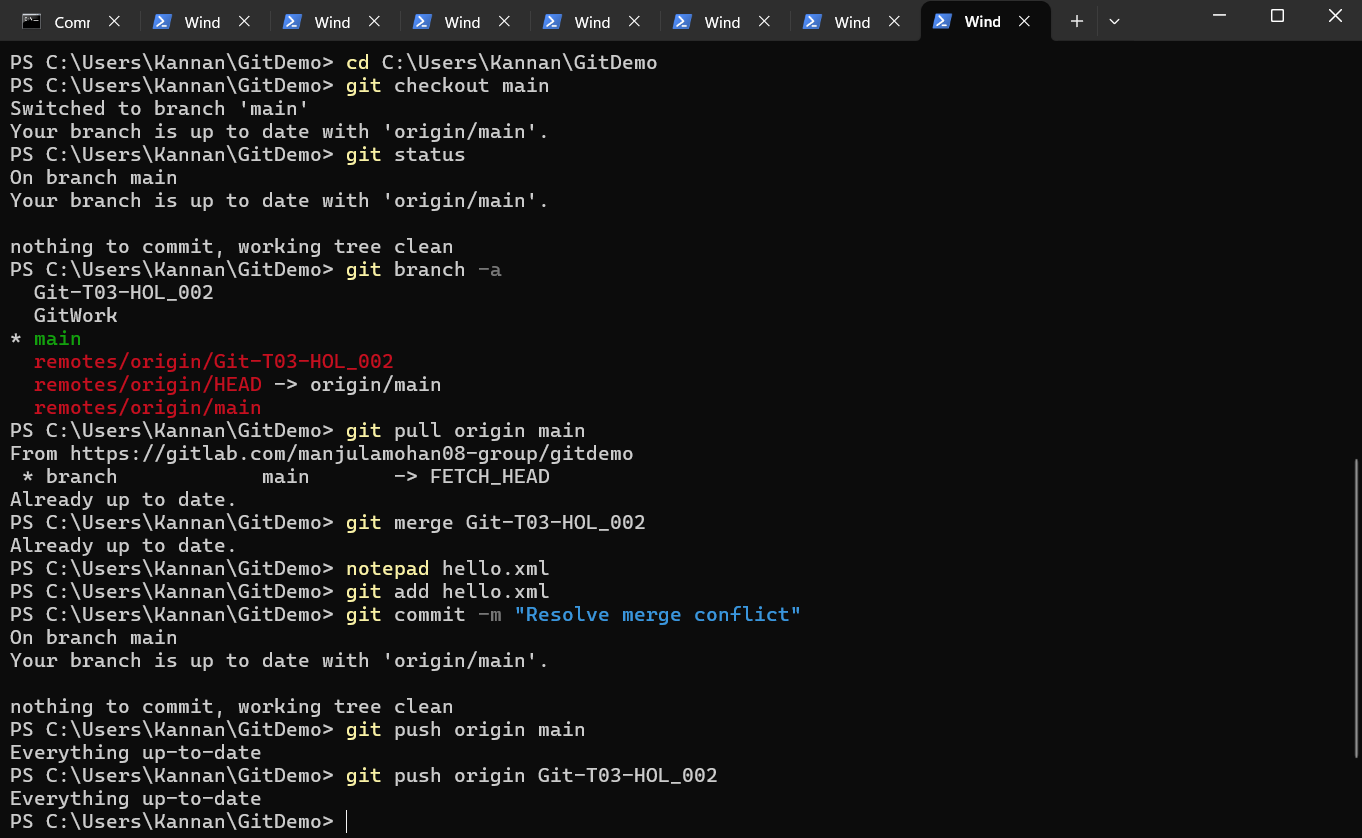 Comr Wind Wind Wind Wind Wind Wind Wind
PS C:\Users\Kannan\GitDemo> cd C:\Users\Kannan\GitDemo
PS C:\Users\Kannan\GitDemo> git checkout main
Switched to branch 'main'
Your branch is up to date with 'origin/main'.
PS C:\Users\Kannan\GitDemo> git status
On branch main
Your branch is up to date with 'origin/main'.

nothing to commit, working tree clean
PS C:\Users\Kannan\GitDemo> git branch -a
  Git-T03-HOL_002
  GitWork
* main
  remotes/origin/Git-T03-HOL_002
  remotes/origin/HEAD -> origin/main
  remotes/origin/main
PS C:\Users\Kannan\GitDemo> git pull origin main
From https://gitlab.com/manjulamohan08-group/gitdemo
 * branch            main       -> FETCH_HEAD
Already up to date.
PS C:\Users\Kannan\GitDemo> git merge Git-T03-HOL_002
Already up to date.
PS C:\Users\Kannan\GitDemo> notepad hello.xml
PS C:\Users\Kannan\GitDemo> git add hello.xml
PS C:\Users\Kannan\GitDemo> git commit -m "Resolve merge conflict"
On branch main
Your branch is up to date with 'origin/main'.

nothing to commit, working tree clean
PS C:\Users\Kannan\GitDemo> git push origin main
Everything up-to-date
PS C:\Users\Kannan\GitDemo> git push origin Git-T03-HOL_002
Everything up-to-date
PS C:\Users\Kannan\GitDemo>